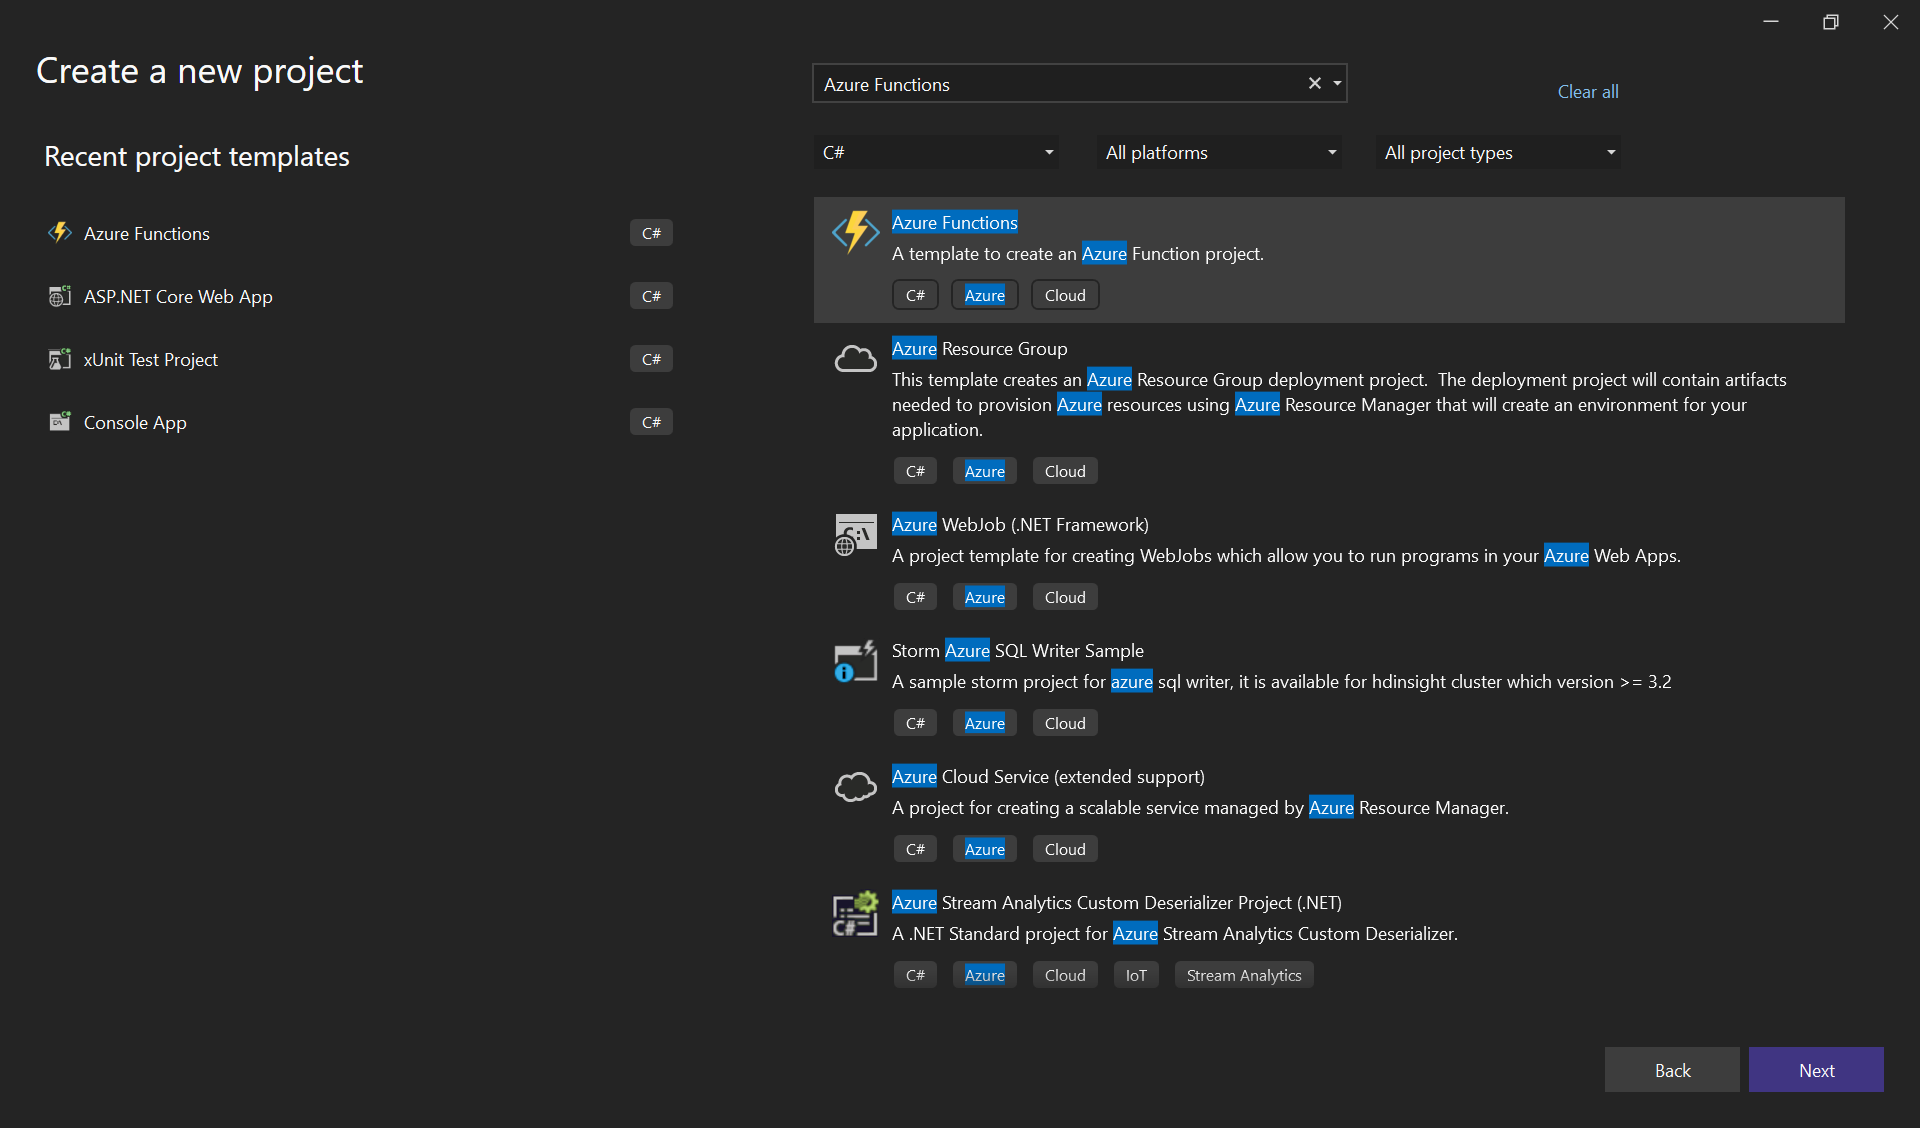 Create a new project
Recent project templates
Azure Functions
C#
ASP.NET Core Web App
C#
xUnit Test Project
C#
Console App
C#
Azure Functions
Clear all
C#
All platforms
All project types
Azure Functions
A template to create an Azure Function project.
C# Azure Cloud
Azure Resource Group
This template creates an Azure Resource Group deployment project.  The deployment project will contain artifacts
needed to provision Azure resources using Azure Resource Manager that will create an environment for your
application.
C# Azure Cloud
Azure WebJob (.NET Framework)
A project template for creating WebJobs which allow you to run programs in your Azure Web Apps.
C# Azure Cloud
Storm Azure SQL Writer Sample
A sample storm project for azure sql writer, it is available for hdinsight cluster which version >= 3.2
C# Azure Cloud
Azure Cloud Service (extended support)
A project for creating a scalable service managed by Azure Resource Manager.
C# Azure Cloud
Azure Stream Analytics Custom Deserializer Project (.NET)
A .NET Standard project for Azure Stream Analytics Custom Deserializer.
C# Azure Cloud IoT Stream Analytics
Back
Next